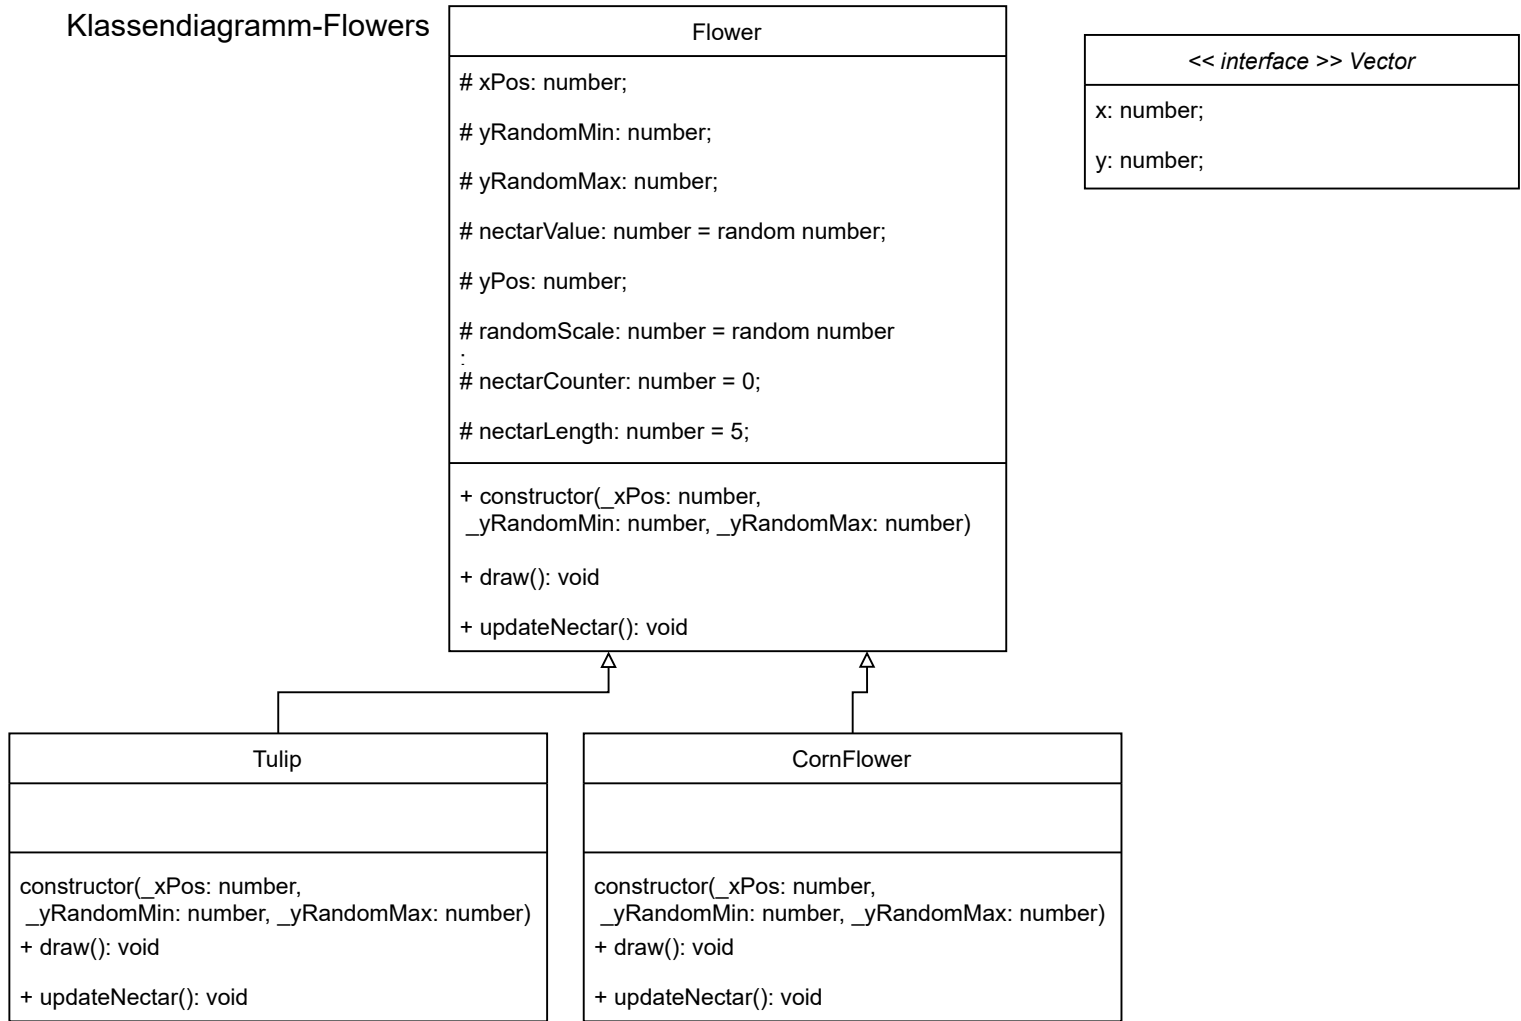 Klassendiagramm-Flowers
Flower
# xPos: number;
# yRandomMin: number;
# yRandomMax: number;
# nectarValue: number = random number;
# yPos: number;
# randomScale: number = random number
;
# nectarCounter: number = 0;
# nectarLength: number = 5;
+ constructor(_xPos: number,
_yRandomMin: number, _yRandomMax: number)
+ draw(): void
+ updateNectar(): void
<< interface >> Vector
x: number;
y: number;
Tulip
constructor(_xPos: number,
_yRandomMin: number, _yRandomMax: number)
+ draw(): void
+ updateNectar(): void
CornFlower
constructor(_xPos: number,
_yRandomMin: number, _yRandomMax: number)
+ draw(): void
+ updateNectar(): void